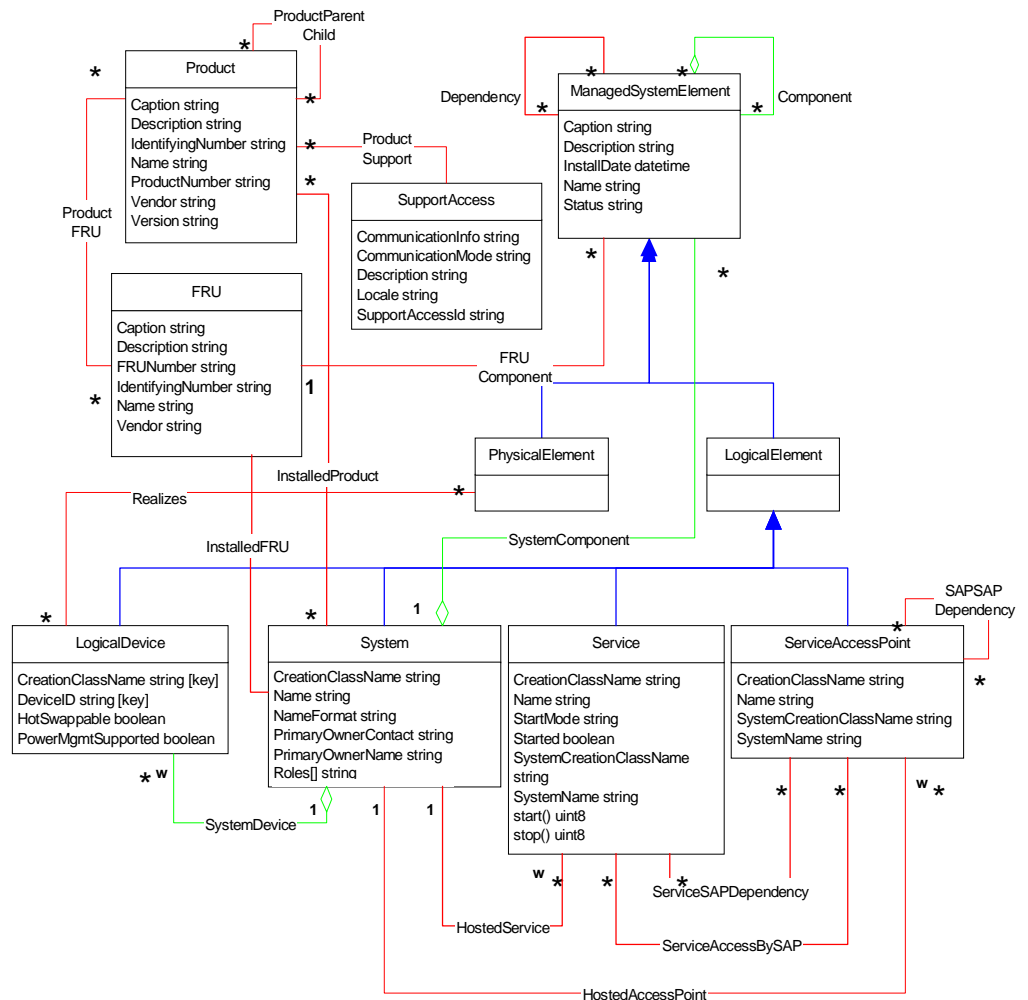 ProductParent
Child
*
*
Product
*
Caption string
Description string
IdentifyingNumber string
Name string
ProductNumber string
Vendor string
Version string
*
*
Product
Support
Product
FRU
SupportAccess
CommunicationInfo string
CommunicationMode string
Description string
Locale string
SupportAccessId string
*
*
ManagedSystemElement
Dependency
*
*
Component
Caption string
Description string
InstallDate datetime
Name string
Status string
*
*
FRU
Caption string
Description string
FRUNumber string
IdentifyingNumber string
Name string
Vendor string
*
1
FRU
Component
PhysicalElement
LogicalElement
InstalledProduct
Realizes
*
InstalledFRU
SystemComponent
SAPSAP
Dependency
*
*
1
*
LogicalDevice
CreationClassName string [key]
DeviceID string [key]
HotSwappable boolean
PowerMgmtSupported boolean
System
CreationClassName string
Name string
NameFormat string
PrimaryOwnerContact string
PrimaryOwnerName string
Roles[] string
Service
CreationClassName string
Name string
StartMode string
Started boolean
SystemCreationClassName
string
SystemName string
start() uint8
stop() uint8
ServiceAccessPoint
*
CreationClassName string
Name string
SystemCreationClassName string
SystemName string
* w
1
1
1
*
*
w *
SystemDevice
w *
*
*
ServiceSAPDependency
HostedService
ServiceAccessBySAP
HostedAccessPoint